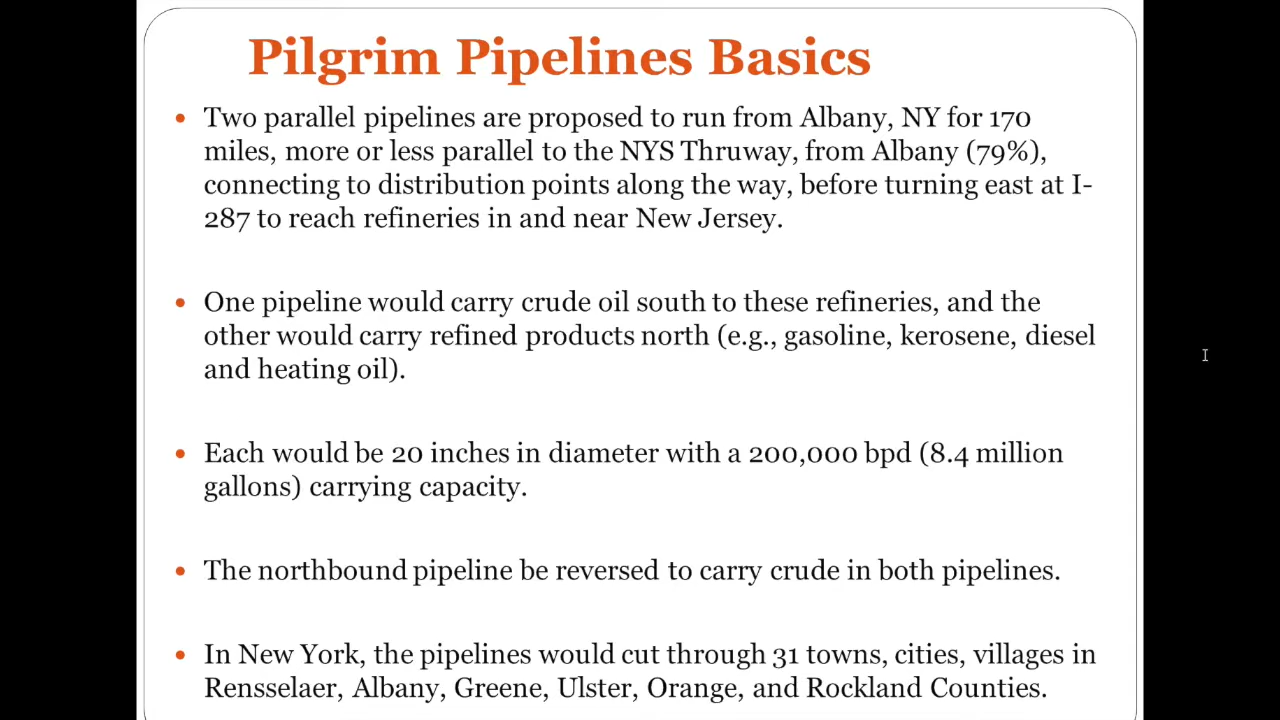 Pilgrim Pipelines Basics
• Two parallel pipelines are proposed to run from Albany, NY for 170
miles, more or less parallel to the NYS Thruway, from Albany (79%),
connecting to distribution points along the way, before turning east at I-
287 to reach refineries in and near New Jersey.
• One pipeline would carry crude oil south to these refineries, and the
other would carry refined products north (e.g., gasoline, kerosene, diesel
and heating oil).
• Each would be 20 inches in diameter with a 200,000 bpd (8.4 million
gallons) carrying capacity.
• The northbound pipeline be reversed to carry crude in both pipelines.
• In New York, the pipelines would cut through 31 towns, cities, villages in
Rensselaer, Albany, Greene, Ulster, Orange, and Rockland Counties.